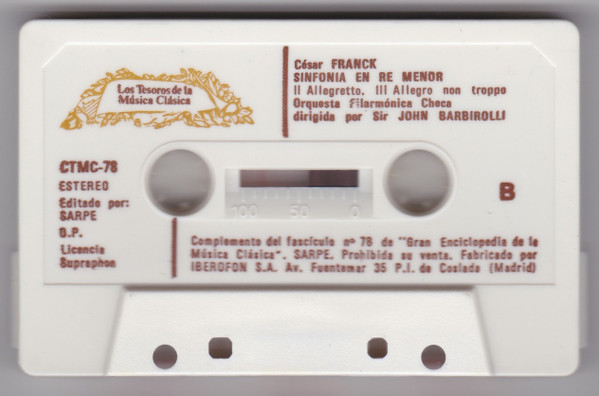 Los Tesoros de la
Música Clásica
César FRANCK
SINFONIA EN RE MENOR
II Allegretto. III Allegro non troppo
Orquesta Filarmónica Checa
dirigida por Sir JOHN BARBIROLLI
CTMC-78
ESTEREO
Editado por:
SARPE
D.P.
Licencia
Supraphon
100 50 0
B
Complemento del fascículo nº 78 de "Gran Enciclopedia de la
Música Clásica". SARPE. Prohibida su venta. Fabricado por
IBEROFON S.A. Av. Fuentemar 35 P.I. de Coslada (Madrid)